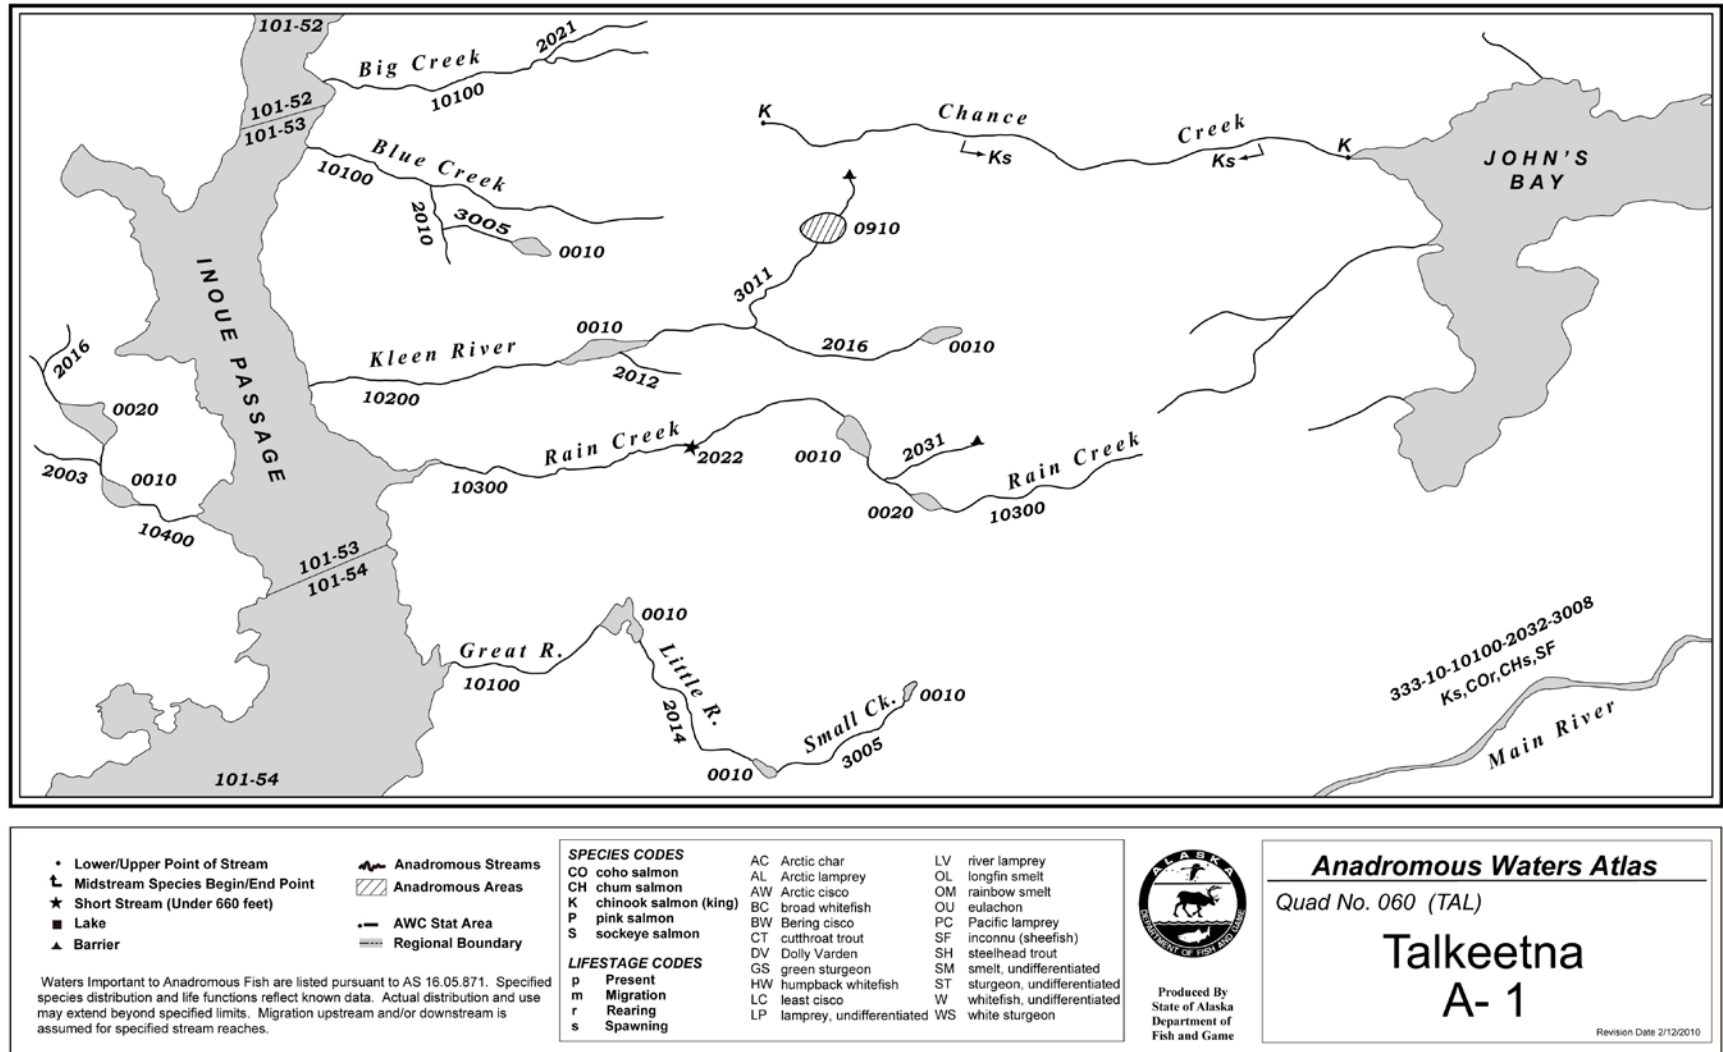 101-52
Big Creek
2021
10100
101-52
101-53
Blue Creek
10100
2010
3005
0010
K
Chance
Creek
K
Ks
Ks
JOHN'S
BAY
0910
3011
INOUE PASSAGE
Kleen River
0010
10200
2012
2016
0010
2016
0020
2003
0010
10400
Rain Creek
10300
2022
0010
2031
Rain Creek
0020
10300
101-53
101-54
Great R.
10100
0010
Little R.
2014
0010
Small Ck.
3005
0010
101-54
333-10-10100-2032-3008
Ks,COr,CHs,SF
Main River
Lower/Upper Point of Stream
Midstream Species Begin/End Point
Short Stream (Under 660 feet)
Lake
Barrier
Anadromous Streams
Anadromous Areas
AWC Stat Area
Regional Boundary
Waters Important to Anadromous Fish are listed pursuant to AS 16.05.871. Specified
species distribution and life functions reflect known data. Actual distribution and use
may extend beyond specified limits. Migration upstream and/or downstream is
assumed for specified stream reaches.
SPECIES CODES
CO coho salmon
CH chum salmon
K chinook salmon (king)
P pink salmon
S sockeye salmon
LIFESTAGE CODES
p Present
m Migration
r Rearing
s Spawning
AC Arctic char
AL Arctic lamprey
AW Arctic cisco
BC broad whitefish
BW Bering cisco
CT cutthroat trout
DV Dolly Varden
GS green sturgeon
HW humpback whitefish
LC least cisco
LP lamprey, undifferentiated
LV river lamprey
OL longfin smelt
OM rainbow smelt
OU eulachon
PC Pacific lamprey
SF inconnu (sheefish)
SH steelhead trout
SM smelt, undifferentiated
ST sturgeon, undifferentiated
W whitefish, undifferentiated
WS white sturgeon
ALASKA
DEPARTMENT OF FISH AND GAME
Produced By
State of Alaska
Department of
Fish and Game
Anadromous Waters Atlas
Quad No. 060 (TAL)
Talkeetna
A- 1
Revision Date 2/12/2010